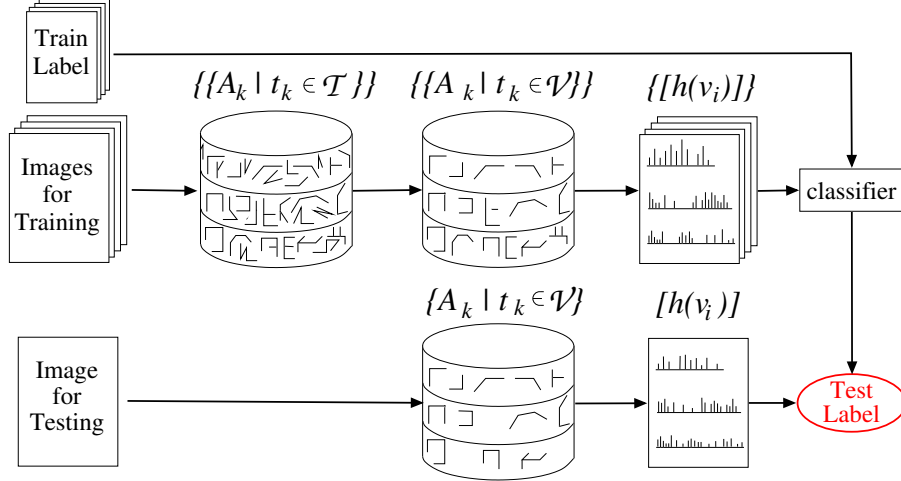 Train
Label
{{A_k | t_k ∈ 𝒯 }}
{{A_k | t_k ∈ 𝒱}}
{[h(v_i)]}
Images
for
Training
classifier
{A_k | t_k ∈ 𝒱}
[h(v_i)]
Image
for
Testing
Test
Label